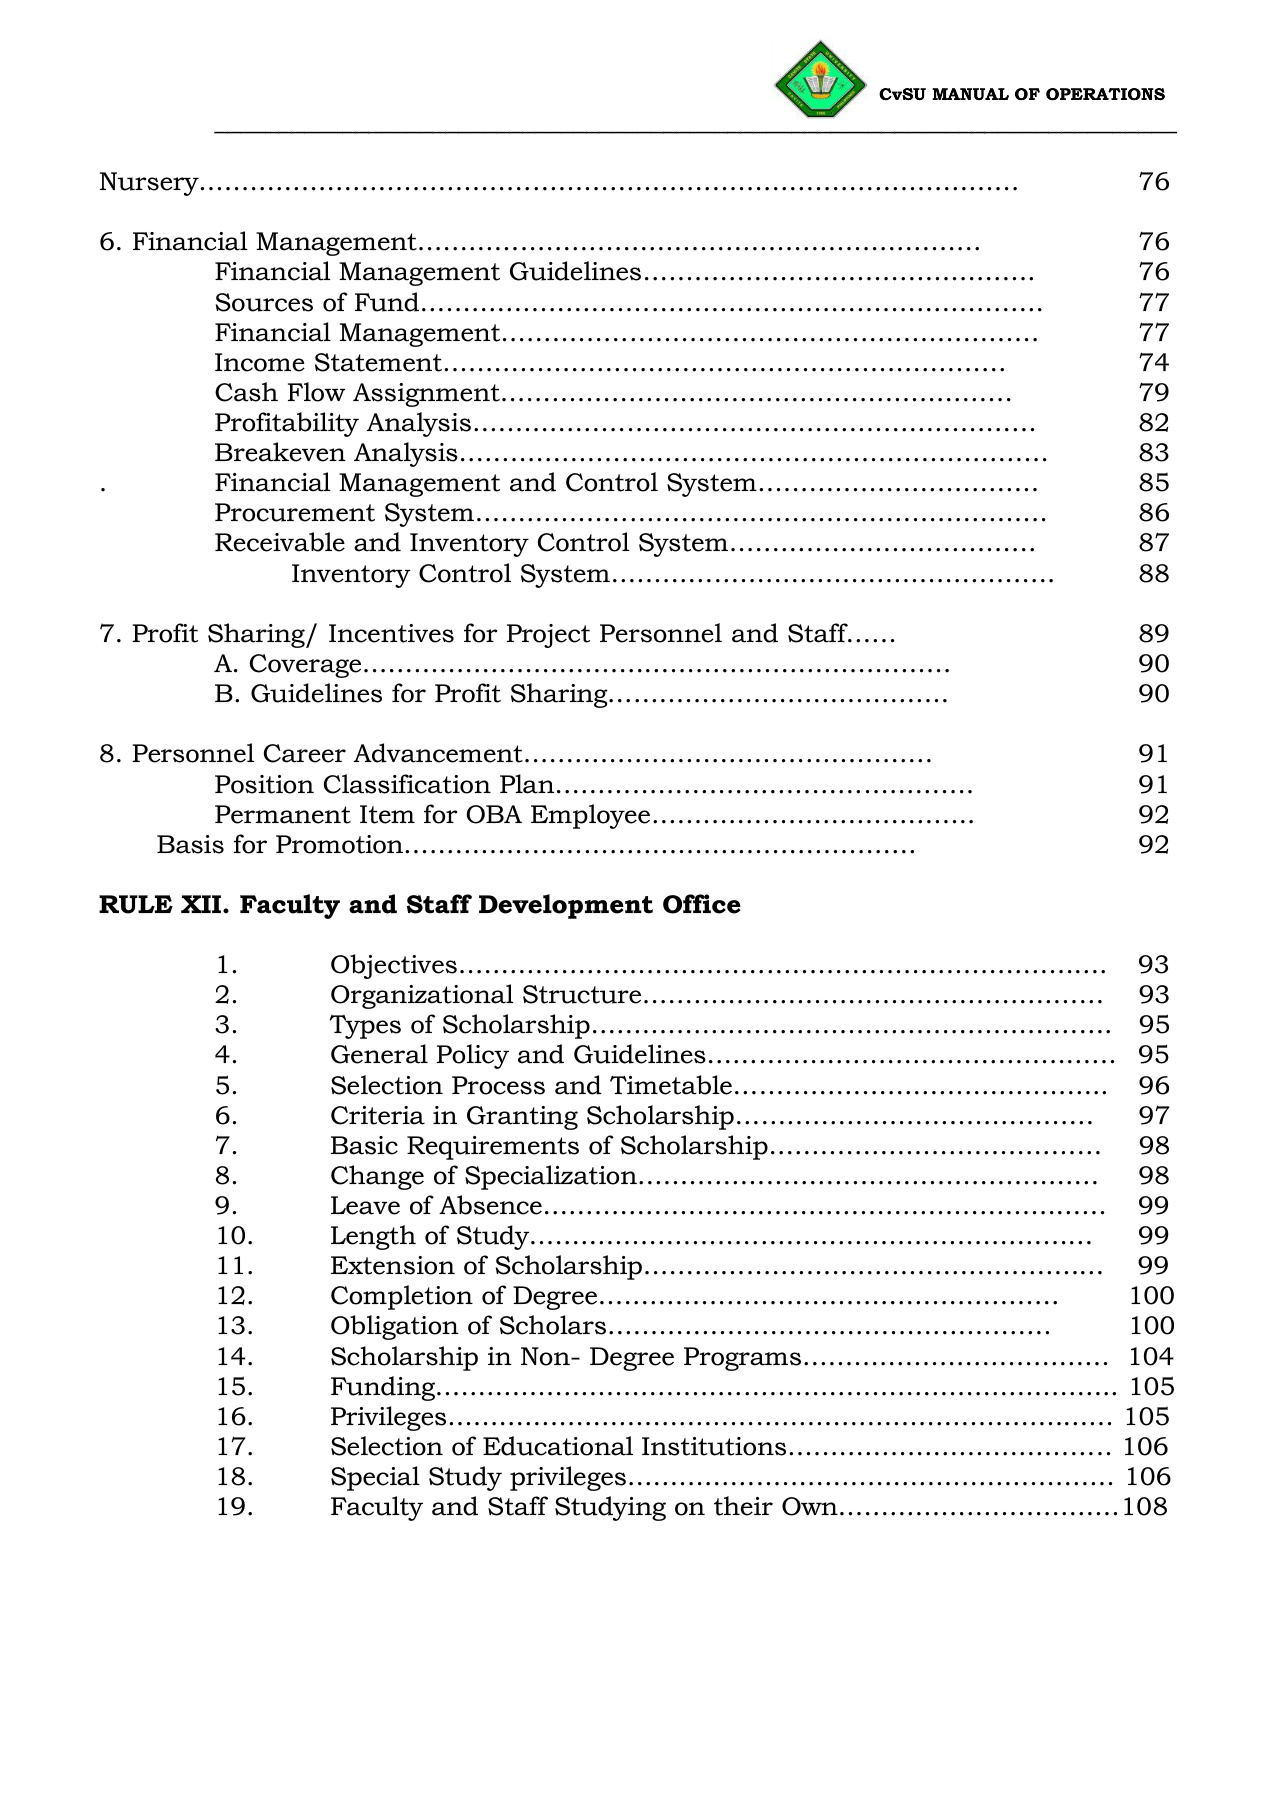 CvSU MANUAL OF OPERATIONS
Nursery…………………………………………………………………………………… 76
6. Financial Management………………………………………………………… 76
Financial Management Guidelines……………………………………… 76
Sources of Fund……………………………………………………………… 77
Financial Management……………………………………………………… 77
Income Statement………………………………………………………… 74
Cash Flow Assignment…………………………………………………… 79
Profitability Analysis………………………………………………………… 82
Breakeven Analysis…………………………………………………………… 83
. Financial Management and Control System…………………………… 85
Procurement System………………………………………………………… 86
Receivable and Inventory Control System……………………………… 87
Inventory Control System…………………………………………… 88
7. Profit Sharing/ Incentives for Project Personnel and Staff…… 89
A. Coverage…………………………………………………………… 90
B. Guidelines for Profit Sharing………………………………… 90
8. Personnel Career Advancement………………………………………… 91
Position Classification Plan………………………………………… 91
Permanent Item for OBA Employee……………………………… 92
Basis for Promotion…………………………………………………… 92
RULE XII. Faculty and Staff Development Office
1. Objectives………………………………………………………………… 93
2. Organizational Structure……………………………………………… 93
3. Types of Scholarship…………………………………………………… 95
4. General Policy and Guidelines………………………………………… 95
5. Selection Process and Timetable……………………………………… 96
6. Criteria in Granting Scholarship…………………………………… 97
7. Basic Requirements of Scholarship………………………………… 98
8. Change of Specialization……………………………………………… 98
9. Leave of Absence………………………………………………………… 99
10. Length of Study………………………………………………………… 99
11. Extension of Scholarship……………………………………………… 99
12. Completion of Degree……………………………………………… 100
13. Obligation of Scholars…………………………………………… 100
14. Scholarship in Non- Degree Programs……………………………… 104
15. Funding…………………………………………………………………… 105
16. Privileges…………………………………………………………………… 105
17. Selection of Educational Institutions………………………………… 106
18. Special Study privileges………………………………………………… 106
19. Faculty and Staff Studying on their Own…………………………… 108